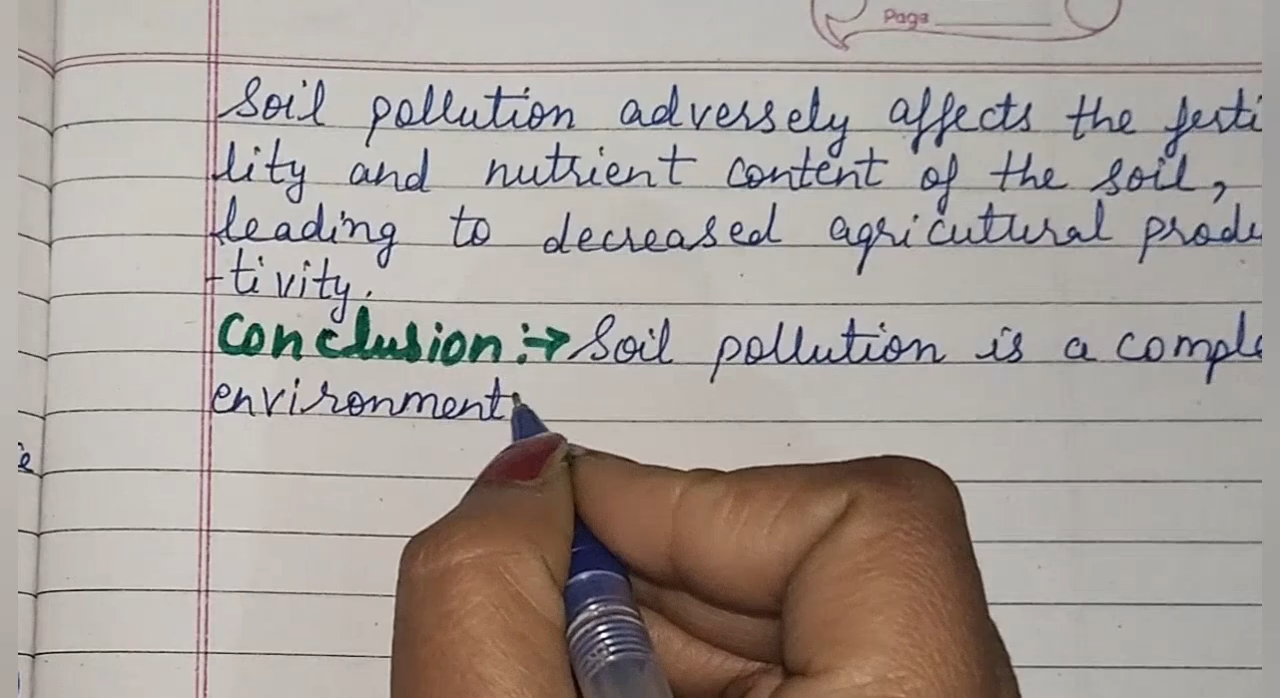 Page
Soil pollution adversely affects the ferti
lity and nutrient content of the soil,
leading to decreased agricutural produ
-tivity.
Conclusion:→ Soil pollution is a comple
environment
e